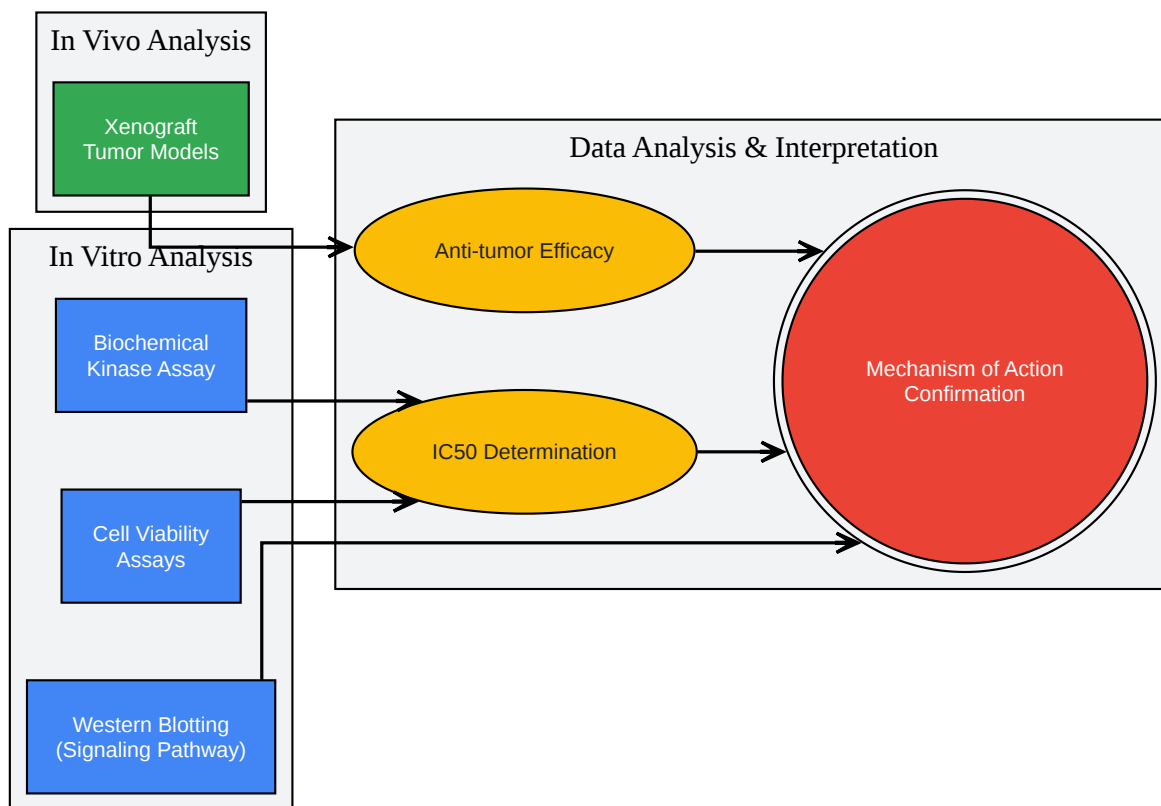 In Vivo Analysis
Xenograft
Tumor Models
In Vitro Analysis
Biochemical
Kinase Assay
Cell Viability
Assays
Western Blotting
(Signaling Pathway)
Data Analysis & Interpretation
Anti-tumor Efficacy
IC50 Determination
Mechanism of Action
Confirmation